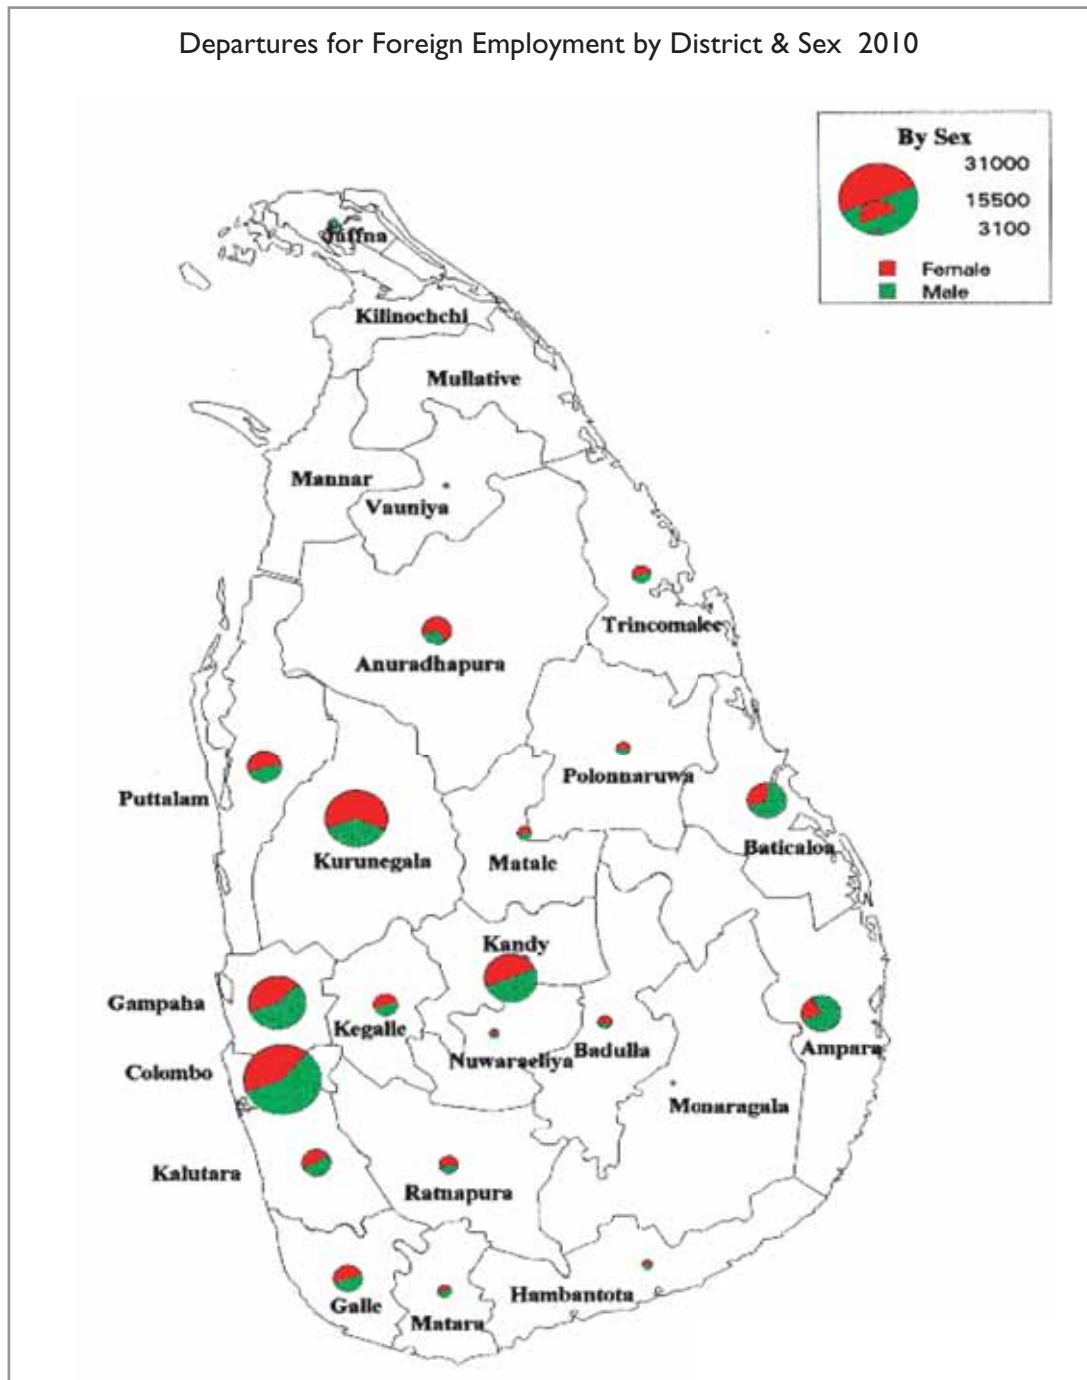 Departures for Foreign Employment by District & Sex 2010
By Sex
31000
15500
3100
Female
Male
Jaffna
Kilinochchi
Mullative
Mannar
Vauniya
Trincomalee
Anuradhapura
Polonnaruwa
Puttalam
Baticaloa
Kurunegala
Matale
Kandy
Gampaha
Kegalle
Nuwaraeliya
Badulla
Ampara
Colombo
Monaragala
Kalutara
Ratnapura
Hambantota
Galle
Matara